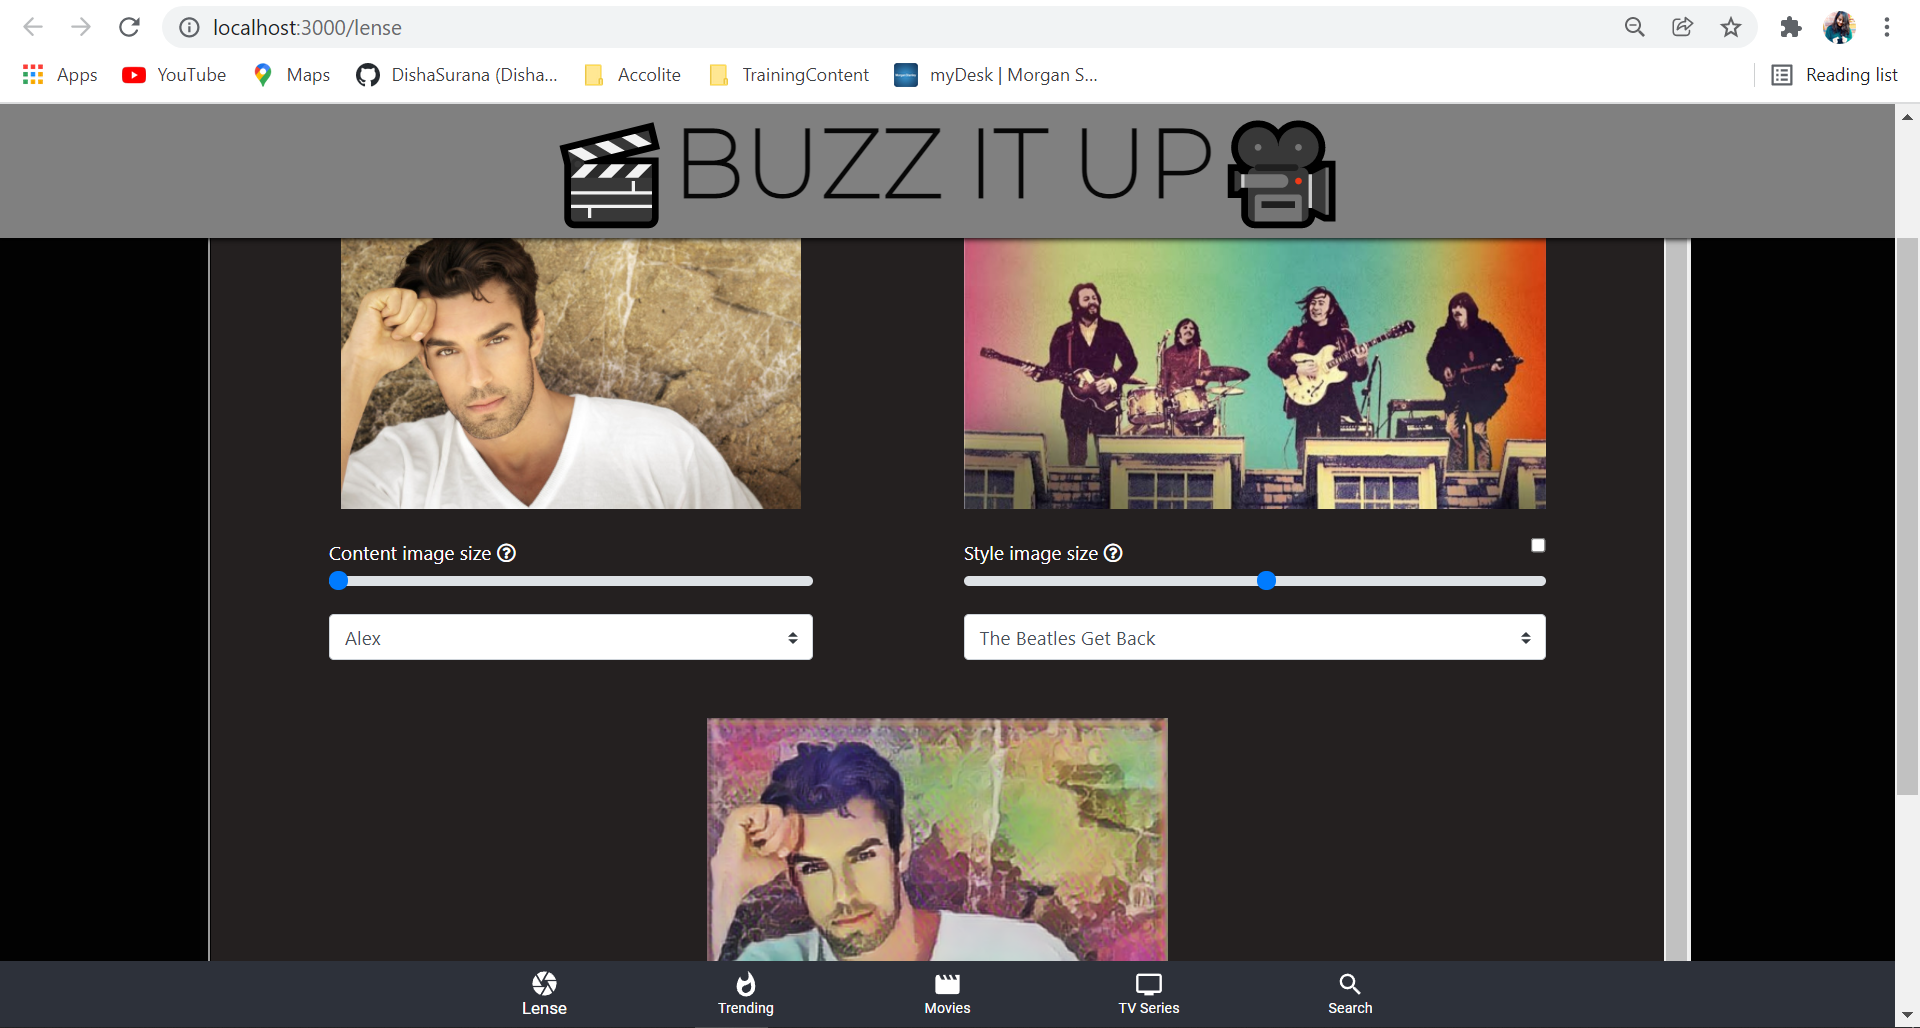 localhost:3000/lense
Apps YouTube Maps DishaSurana (Disha... Accolite TrainingContent myDesk | Morgan S... Reading list
BUZZ IT UP
Content image size
Style image size
Alex
The Beatles Get Back
Lense Trending Movies TV Series Search